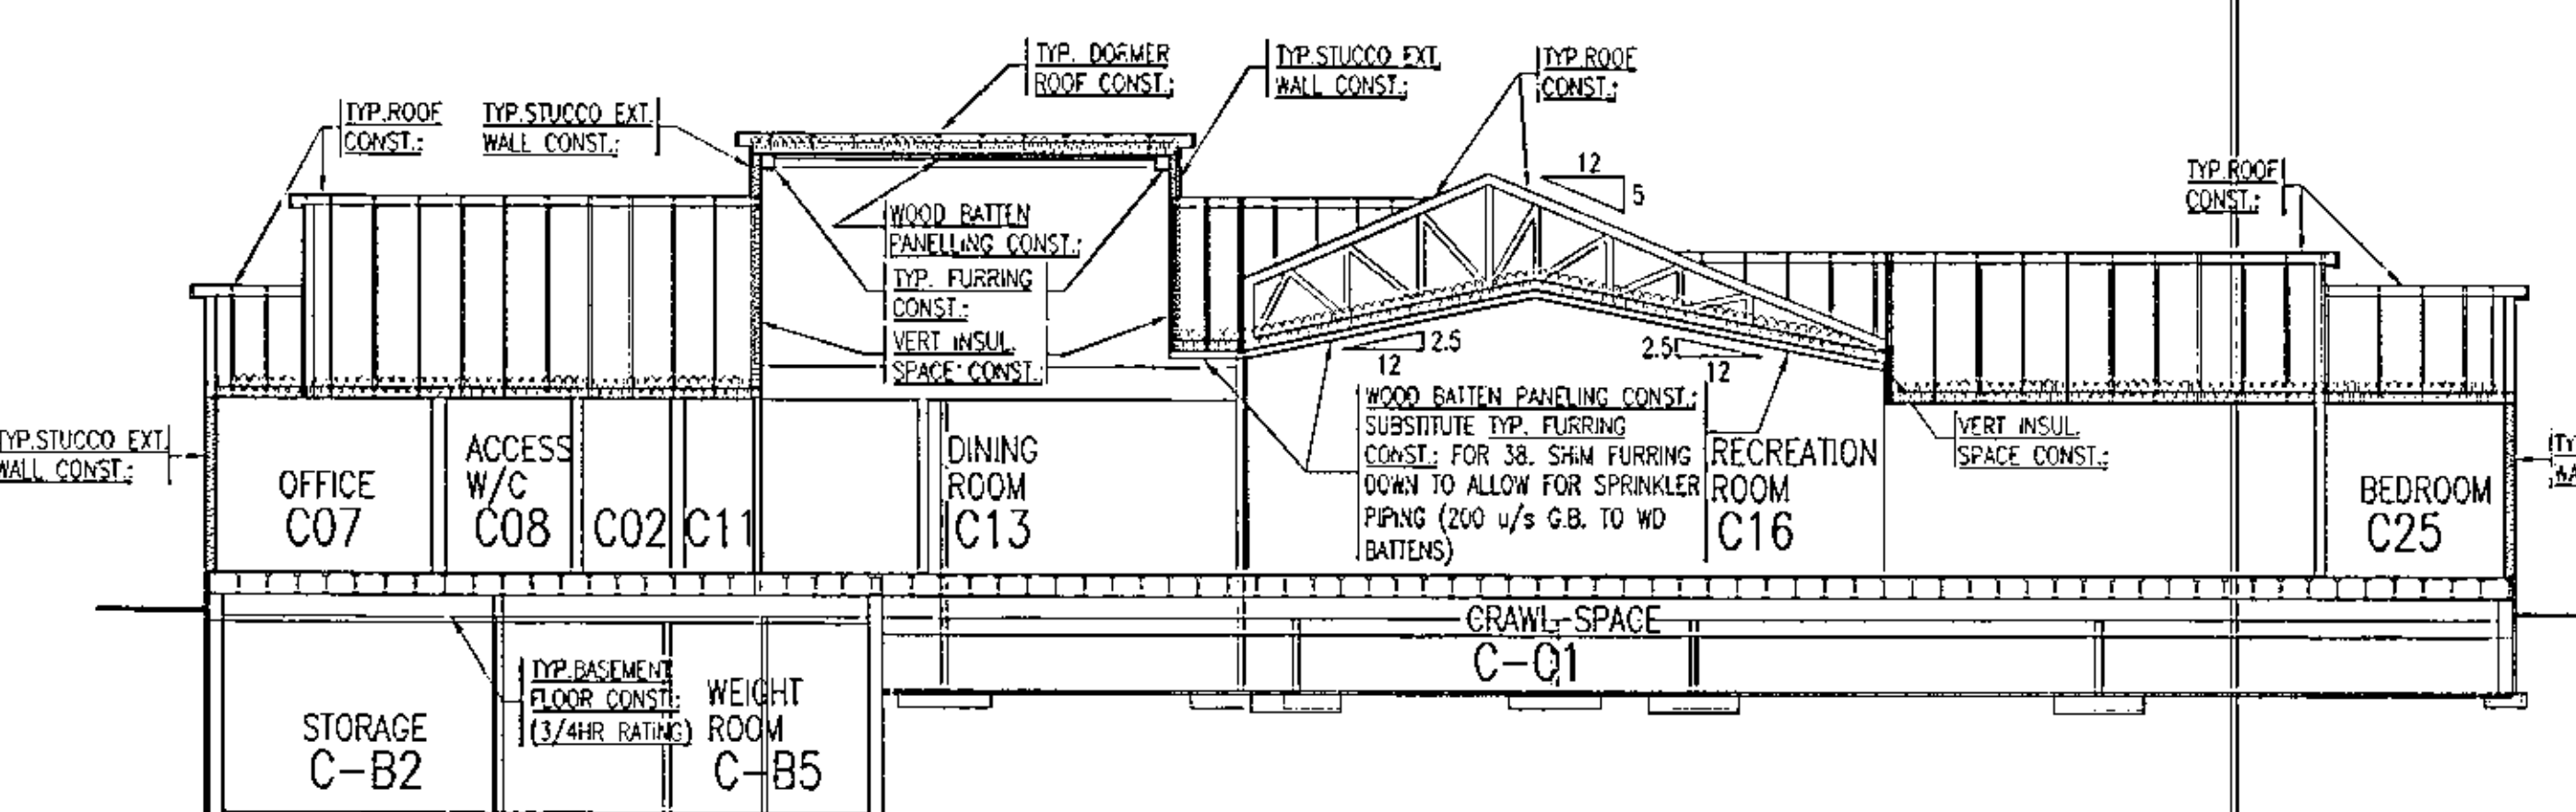 TYP. DORMER
ROOF CONST.:
TYP.STUCCO EXT.
WALL CONST.:
TYP.ROOF
CONST.:
TYP.ROOF
CONST.:
TYP.STUCCO EXT.
WALL CONST.:
12
5
TYP.ROOF
CONST.:
WOOD BATTEN
PANELLING CONST.:
TYP. FURRING
CONST.:
VERT INSUL.
SPACE CONST.:
12
2.5
2.5
12
WOOD BATTEN PANELING CONST.:
SUBSTITUTE TYP. FURRING
CONST.: FOR 38. SHIM FURRING
DOWN TO ALLOW FOR SPRINKLER
PIPING (200 u/s G.B. TO WD
BATTENS)
VERT INSUL.
SPACE CONST.:
TYP.STUCCO EXT.
WALL CONST.:
OFFICE
C07
ACCESS
W/C
C08
C02
C11
DINING
ROOM
C13
RECREATION
ROOM
C16
BEDROOM
C25
CRAWL-SPACE
C-01
TYP.BASEMENT
FLOOR CONST.:
(3/4HR RATING)
STORAGE
C-B2
WEIGHT
ROOM
C-B5